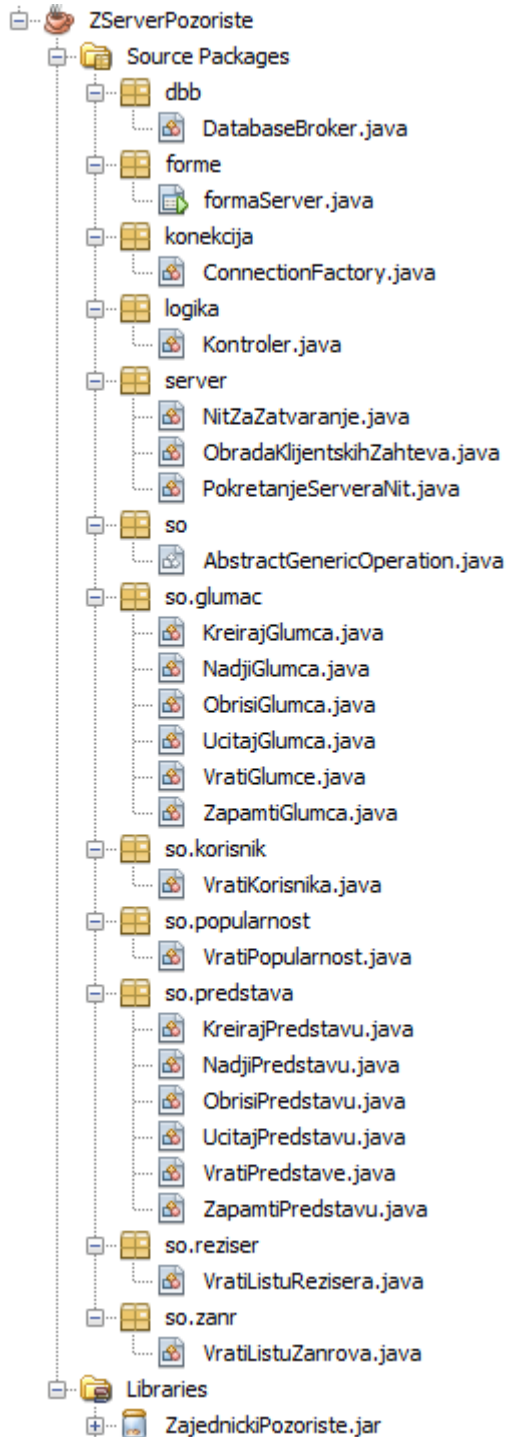 ZServerPozoriste
Source Packages
dbb
DatabaseBroker.java
forme
formaServer.java
konekcija
ConnectionFactory.java
logika
Kontroler.java
server
NitZaZatvaranje.java
ObradaKlijentskihZahteva.java
PokretanjeServeraNit.java
so
AbstractGenericOperation.java
so.glumac
KreirajGlumca.java
NadjiGlumca.java
ObrisiGlumca.java
UcitajGlumca.java
VratiGlumce.java
ZapamtiGlumca.java
so.korisnik
VratiKorisnika.java
so.popularnost
VratiPopularnost.java
so.predstava
KreirajPredstavu.java
NadjiPredstavu.java
ObrisiPredstavu.java
UcitajPredstavu.java
VratiPredstave.java
ZapamtiPredstavu.java
so.reziser
VratiListuRezisera.java
so.zanr
VratiListuZanrova.java
Libraries
ZajednickiPozoriste.jar